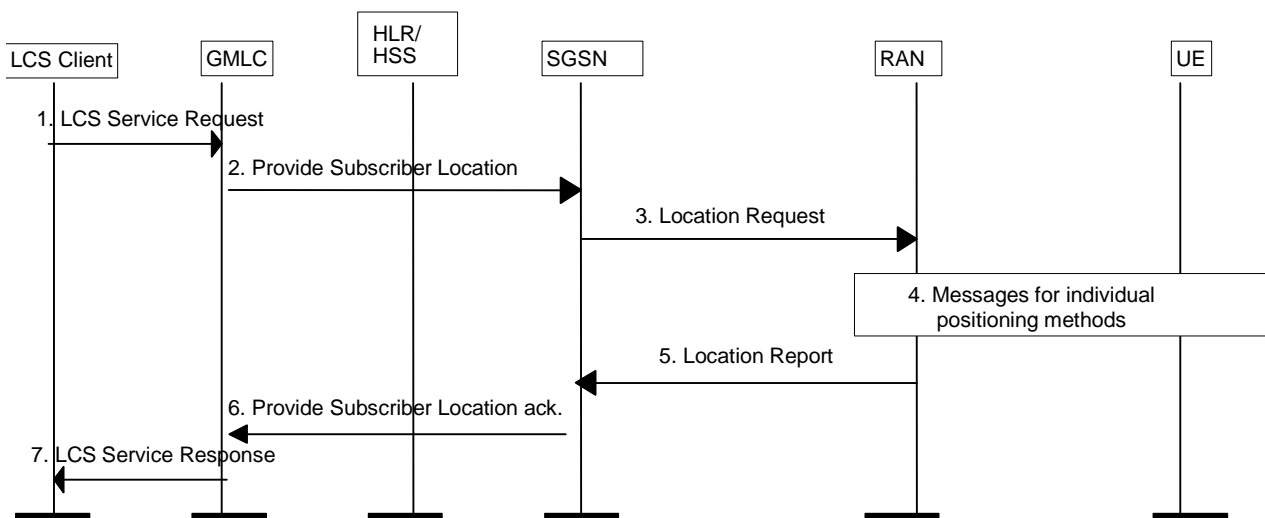 LCS Client
GMLC
HLR/
HSS
SGSN
RAN
UE
1. LCS Service Request
2. Provide Subscriber Location
3. Location Request
4. Messages for individual
positioning methods
5. Location Report
6. Provide Subscriber Location ack.
7. LCS Service Response